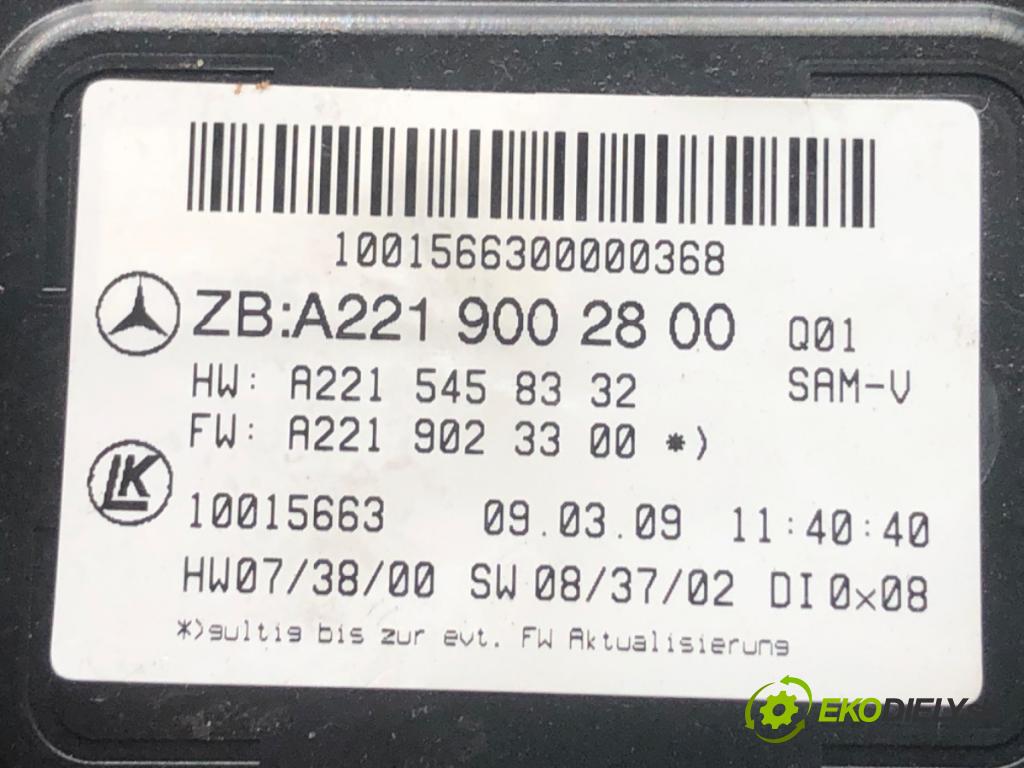 1001566300000368
ZB:A221 900 28 00 Q01
HW: A221 545 83 32 SAM-V
FW: A221 902 33 00 *)
LK
10015663 09.03.09 11:40:40
HW07/38/00 SW08/37/02 DI0x08
*)gultig bis zur evt. FW Aktualisierung
EKODIELY